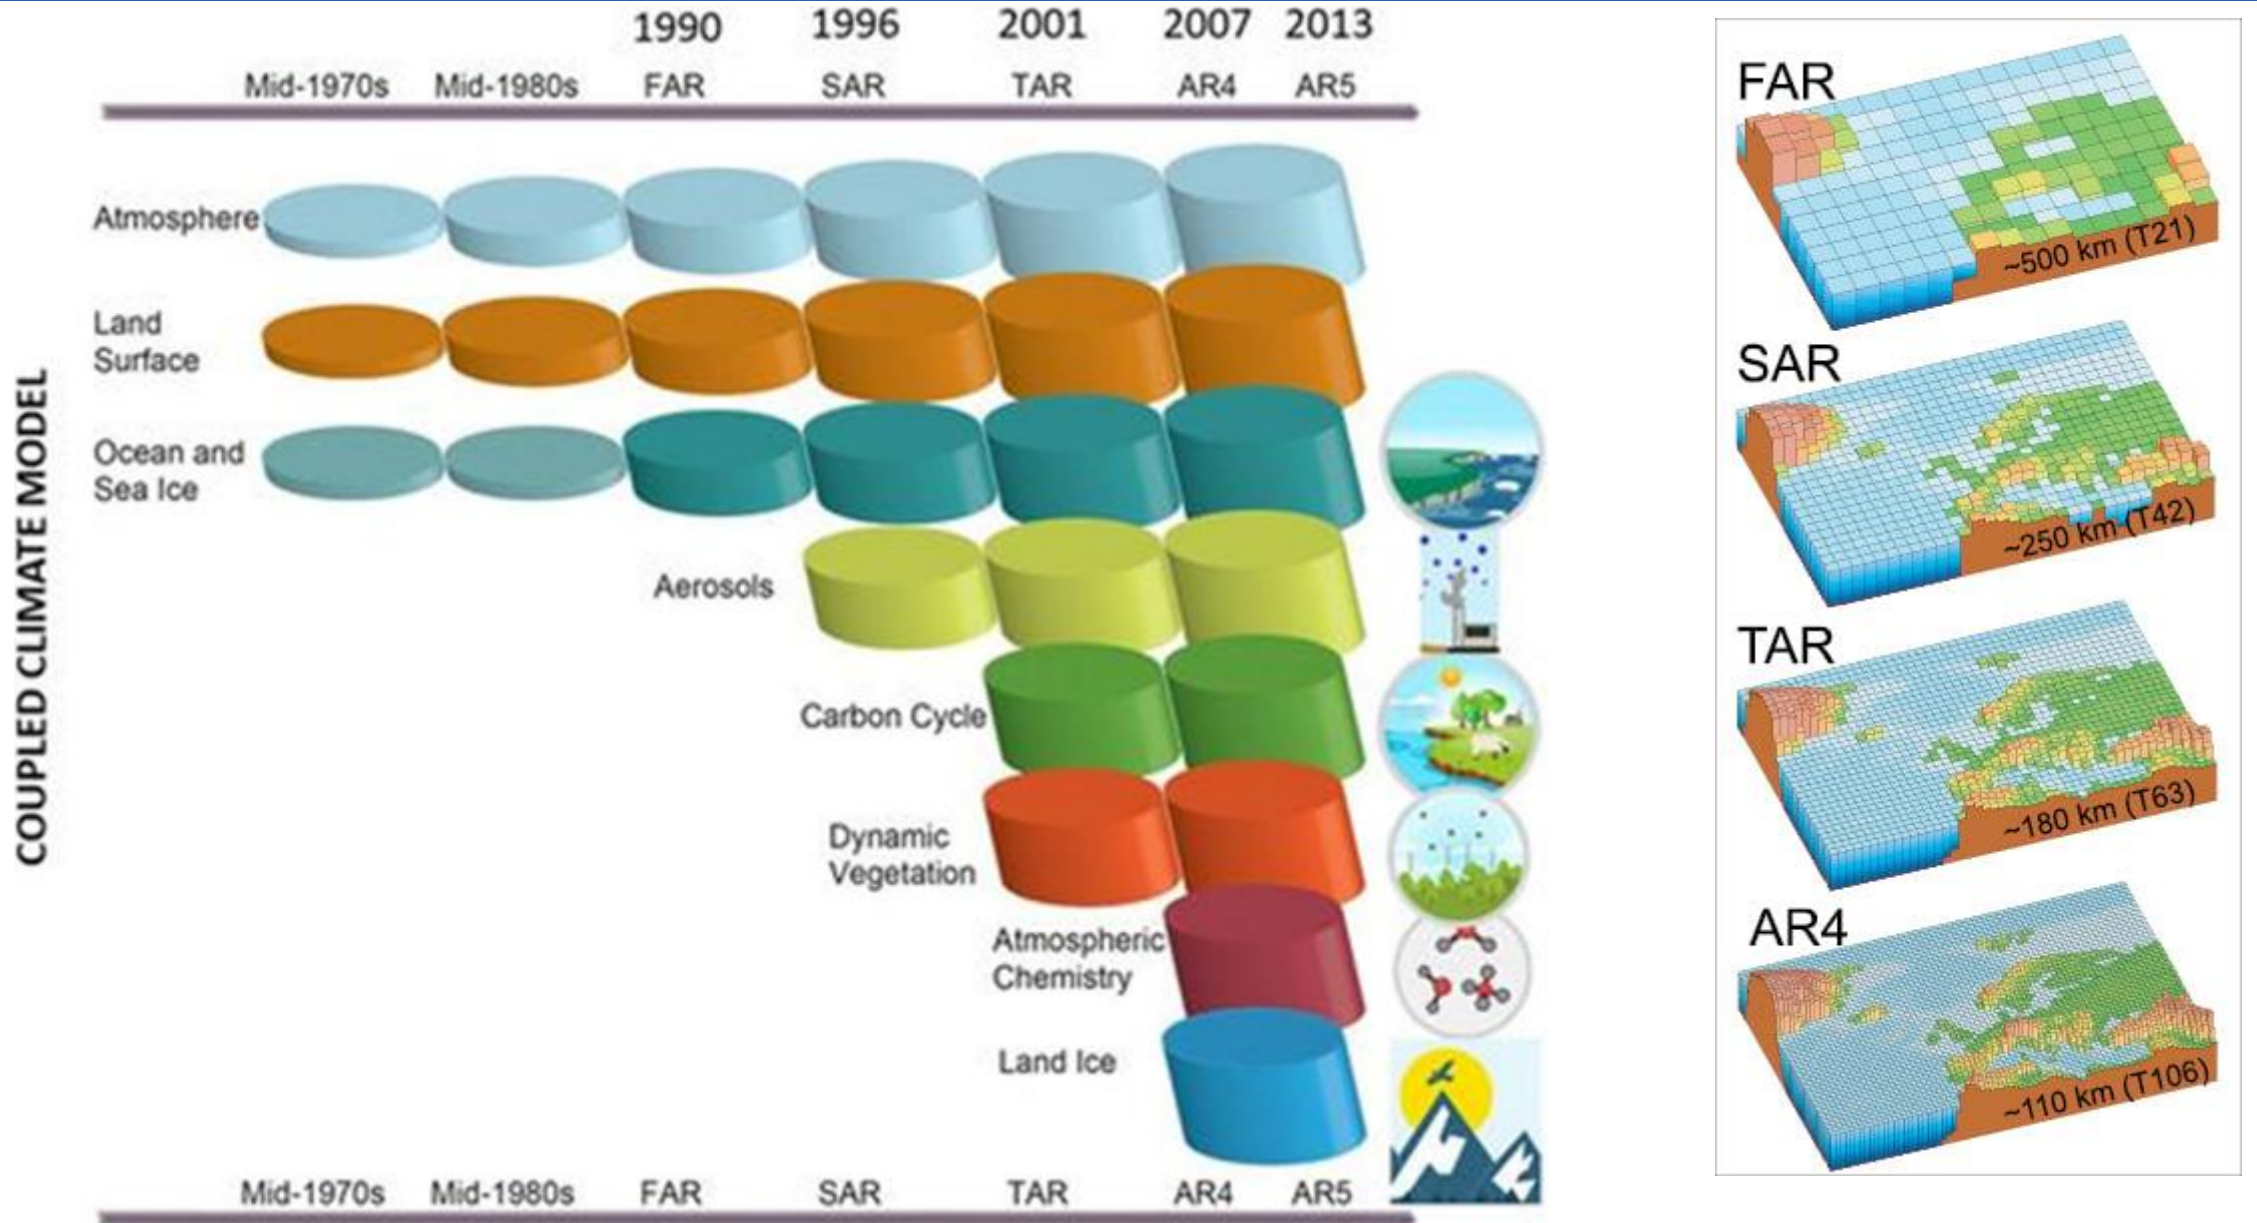 1990 1996 2001 2007 2013
Mid-1970s Mid-1980s FAR SAR TAR AR4 AR5
COUPLED CLIMATE MODEL
Atmosphere
Land
Surface
Ocean and
Sea Ice
Aerosols
Carbon Cycle
Dynamic
Vegetation
Atmospheric
Chemistry
Land Ice
Mid-1970s Mid-1980s FAR SAR TAR AR4 AR5
FAR
~500 km (T21)
SAR
~250 km (T42)
TAR
~180 km (T63)
AR4
~110 km (T106)